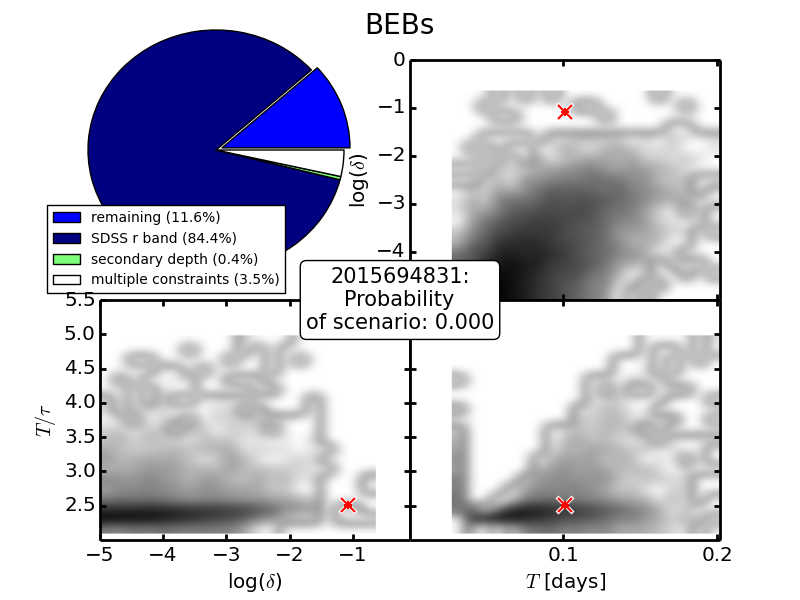 BEBs
remaining (11.6%)
SDSS r band (84.4%)
secondary depth (0.4%)
multiple constraints (3.5%)
0
−1
−2
−3
−4
log(δ)
2015694831:
Probability
of scenario: 0.000
5.5
5.0
4.5
4.0
3.5
3.0
2.5
T/τ
−5
−4
−3
−2
−1
log(δ)
0.1
0.2
T [days]